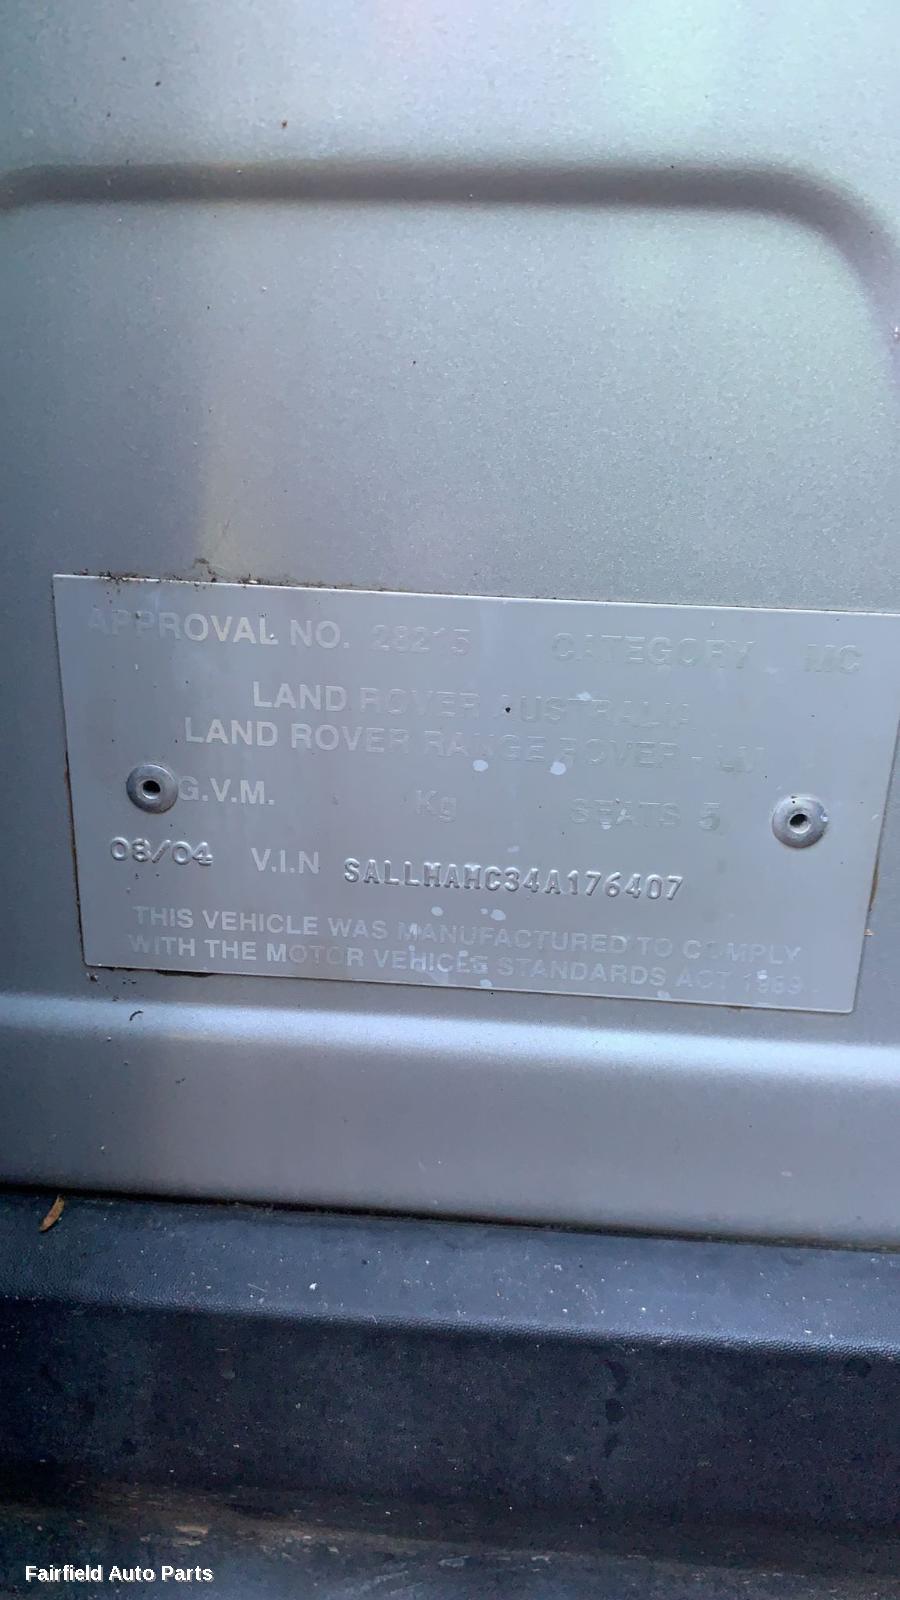 APPROVAL NO. 28215 CATEGORY MC
LAND ROVER AUSTRALIA
LAND ROVER RANGE ROVER - LM
G.V.M. Kg SEATS 5
08/04 V.I.N SALLMAMC34A176407
THIS VEHICLE WAS MANUFACTURED TO COMPLY
WITH THE MOTOR VEHICLES STANDARDS ACT 1989
Fairfield Auto Parts